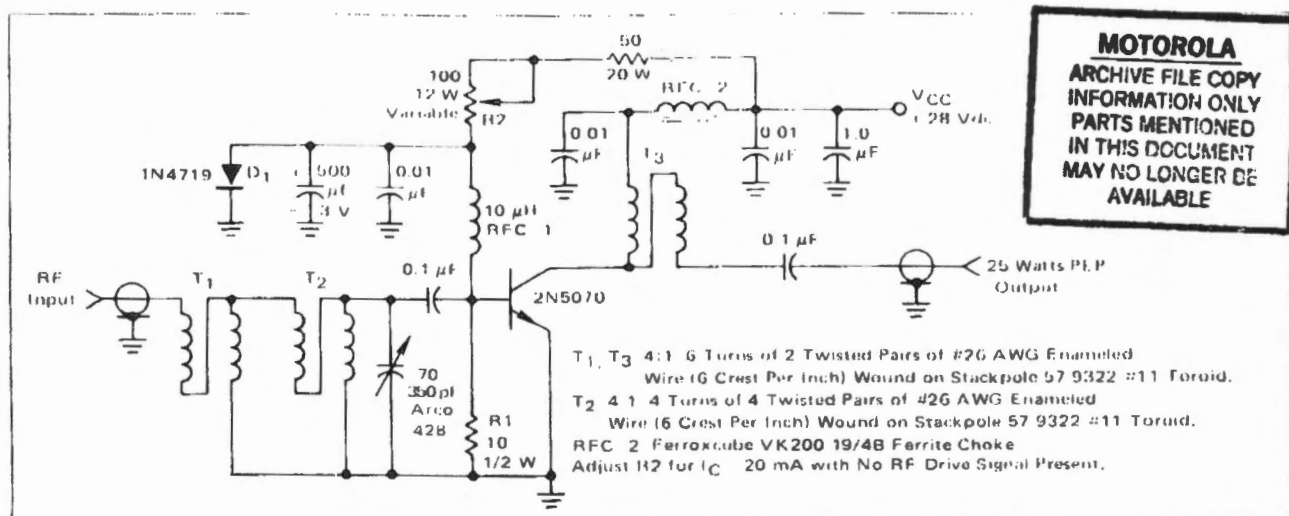 MOTOROLA
ARCHIVE FILE COPY
INFORMATION ONLY
PARTS MENTIONED
IN THIS DOCUMENT
MAY NO LONGER BE
AVAILABLE
50
20 W
100
12 W
Variable
R2
RFC 2
VCC
28 Vdc
0.01
µF
0.01
µF
1.0
µF
T3
1N4719
D1
500
µF
3 V
0.01
µF
10 µH
RFC 1
0.1 µF
RF
Input
T1
T2
0.1 µF
2N5070
25 Watts PEP
Output
70
350 pF
Arco
428
R1
10
1/2 W
T1, T3 4:1 6 Turns of 2 Twisted Pairs of #26 AWG Enameled
Wire (6 Crest Per Inch) Wound on Stackpole 57 9322 #11 Toroid.
T2 4:1 4 Turns of 4 Twisted Pairs of #26 AWG Enameled
Wire (6 Crest Per Inch) Wound on Stackpole 57 9322 #11 Toroid.
RFC 2 Ferroxcube VK200 19/4B Ferrite Choke
Adjust R2 for IC 20 mA with No RF Drive Signal Present.